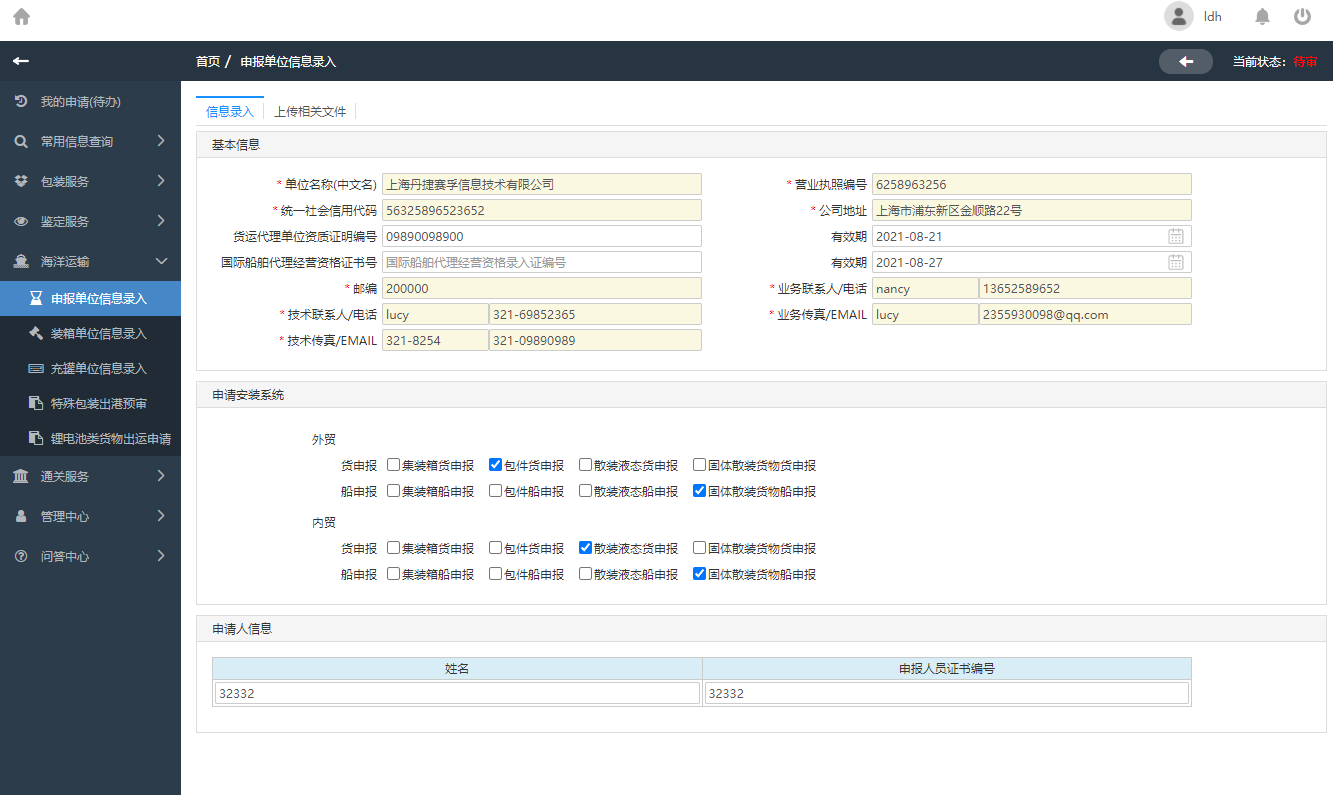 ldh
首页 / 申报单位信息录入
当前状态: 待审
我的申请(待办)
常用信息查询
包装服务
鉴定服务
海洋运输
申报单位信息录入
装箱单位信息录入
充罐单位信息录入
特殊包装出港预审
锂电池类货物出运申请
通关服务
管理中心
问答中心
信息录入 上传相关文件
基本信息
* 单位名称(中文名) 上海丹捷赛孚信息技术有限公司 * 营业执照编号 6258963256
* 统一社会信用代码 56325896523652 * 公司地址 上海市浦东新区金顺路22号
货运代理单位资质证明编号 09890098900 有效期 2021-08-21
国际船舶代理经营资格证书号 国际船舶代理经营资格录入证编号 有效期 2021-08-27
* 邮编 200000 * 业务联系人/电话 nancy 13652589652
* 技术联系人/电话 lucy 321-69852365 * 业务传真/EMAIL lucy 2355930098@qq.com
* 技术传真/EMAIL 321-8254 321-09890989
申请安装系统
外贸
货申报 集装箱货申报 包件货申报 散装液态货申报 固体散装货物货申报
船申报 集装箱船申报 包件船申报 散装液态船申报 固体散装货物船申报
内贸
货申报 集装箱货申报 包件货申报 散装液态货申报 固体散装货物货申报
船申报 集装箱船申报 包件船申报 散装液态船申报 固体散装货物船申报
申请人信息
姓名 申报人员证书编号
32332 32332